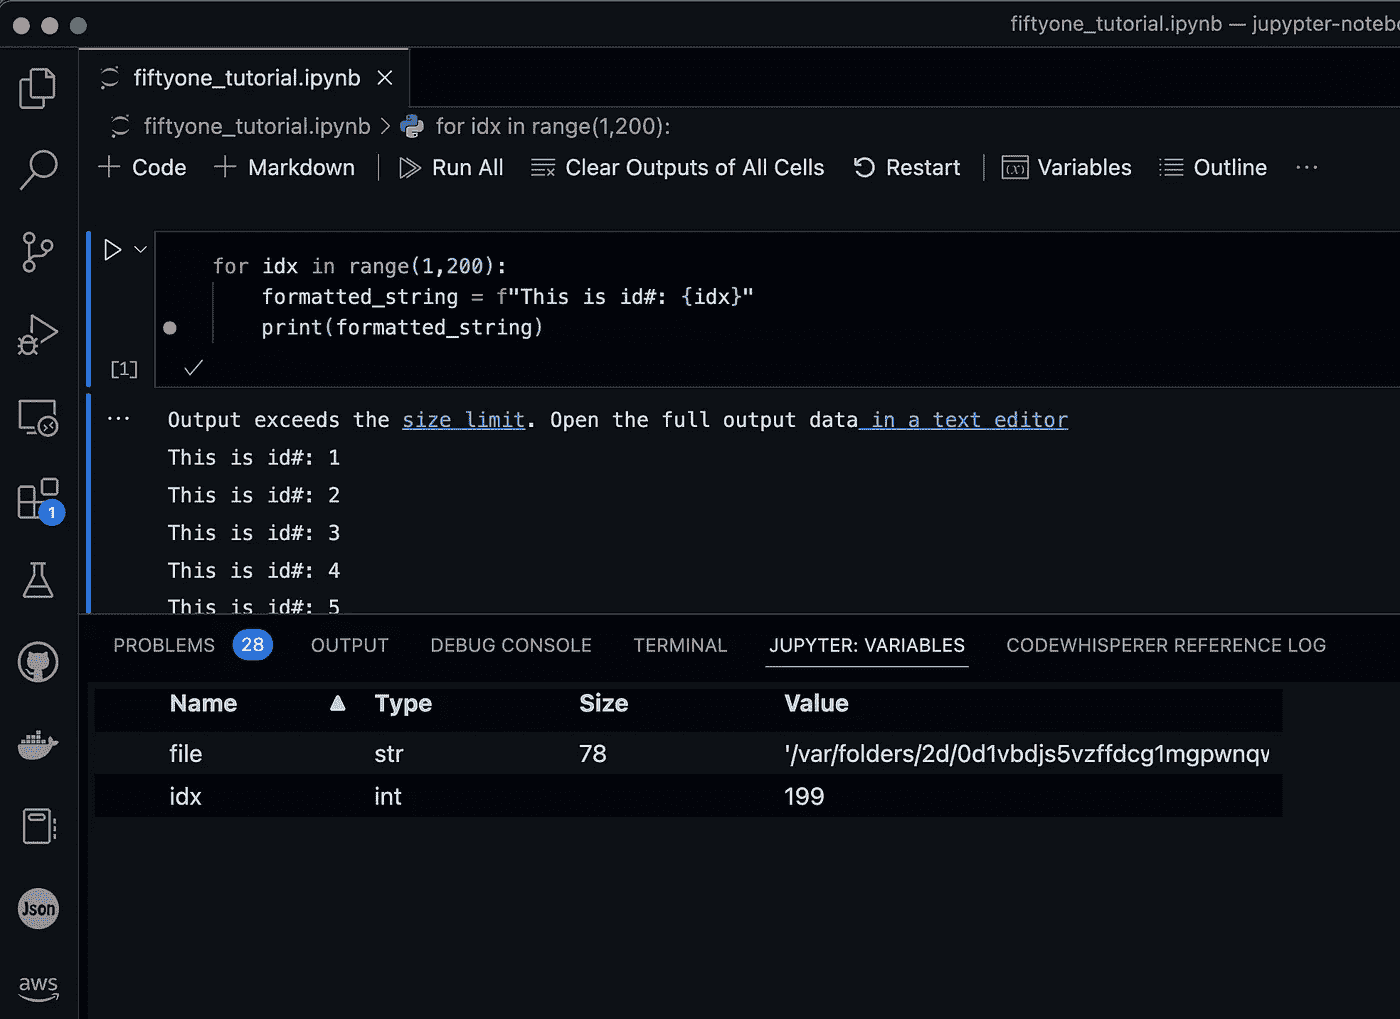 fiftyone_tutorial.ipynb — jupypter-notebo
fiftyone_tutorial.ipynb
fiftyone_tutorial.ipynb > for idx in range(1,200):
+ Code + Markdown Run All Clear Outputs of All Cells Restart Variables Outline ...
for idx in range(1,200):
formatted_string = f"This is id#: {idx}"
print(formatted_string)
[1]
... Output exceeds the size limit. Open the full output data in a text editor
This is id#: 1
This is id#: 2
This is id#: 3
This is id#: 4
This is id#: 5
1
PROBLEMS 28 OUTPUT DEBUG CONSOLE TERMINAL JUPYTER: VARIABLES CODEWHISPERER REFERENCE LOG
Name Type Size Value
file str 78 '/var/folders/2d/0d1vbdjs5vzffdcg1mgpwnqw
idx int 199
Json
aws